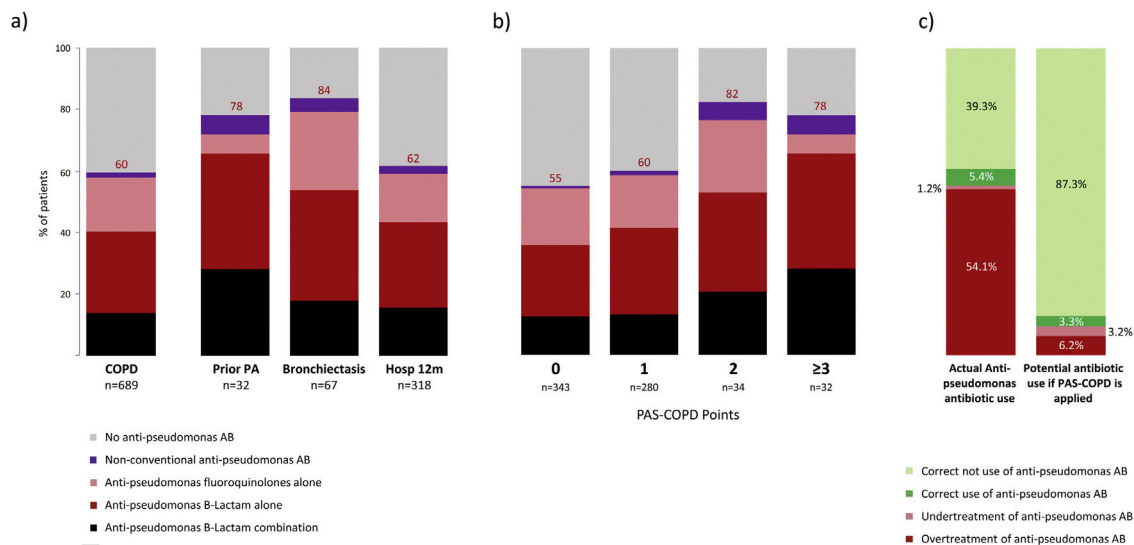 a)
% of patients
100
80
60
40
20
60
78
84
62
COPD
n=689
Prior PA
n=32
Bronchiectasis
n=67
Hosp 12m
n=318
No anti-pseudomonas AB
Non-conventional anti-pseudomonas AB
Anti-pseudomonas fluoroquinolones alone
Anti-pseudomonas B-Lactam alone
Anti-pseudomonas B-Lactam combination
b)
55
60
82
78
0
n=343
1
n=280
2
n=34
≥3
n=32
PAS-COPD Points
c)
39.3%
5.4%
1.2%
54.1%
87.3%
3.3%
3.2%
6.2%
Actual Anti-
pseudomonas
antibiotic use
Potential antibiotic
use if PAS-COPD is
applied
Correct not use of anti-pseudomonas AB
Correct use of anti-pseudomonas AB
Undertreatment of anti-pseudomonas AB
Overtreatment of anti-pseudomonas AB